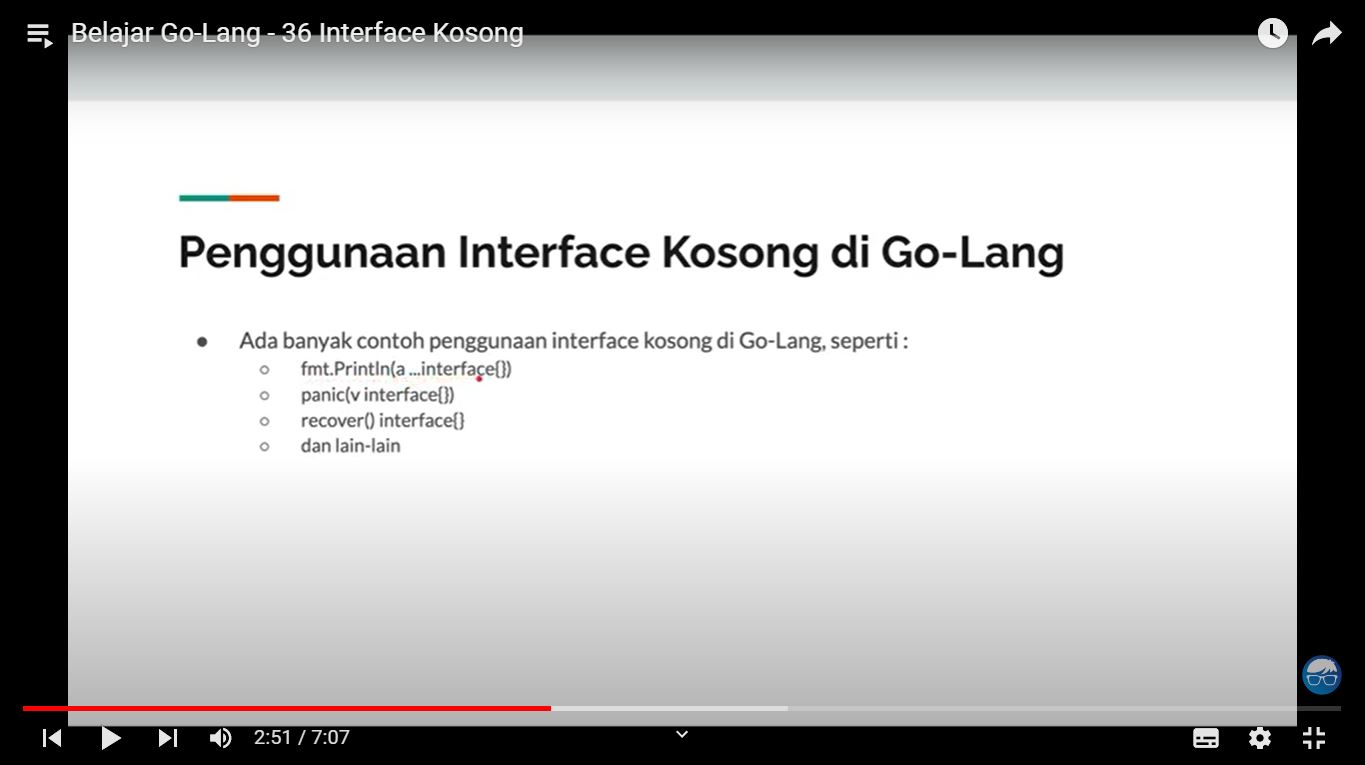 Belajar Go-Lang - 36 Interface Kosong
Penggunaan Interface Kosong di Go-Lang
● Ada banyak contoh penggunaan interface kosong di Go-Lang, seperti :
○ fmt.Println(a ...interface{})
○ panic(v interface{})
○ recover() interface{}
○ dan lain-lain
2:51 / 7:07